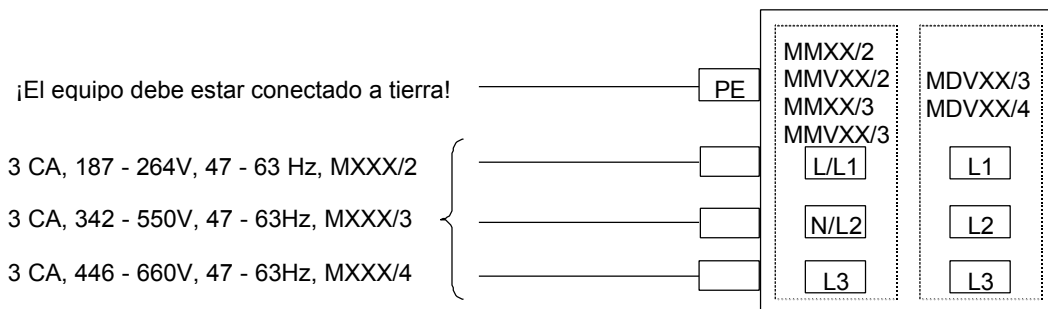 ¡El equipo debe estar conectado a tierra!
PE
3 CA, 187 - 264V, 47 - 63 Hz, MXXX/2
3 CA, 342 - 550V, 47 - 63Hz, MXXX/3
3 CA, 446 - 660V, 47 - 63Hz, MXXX/4
MMXX/2
MMVXX/2
MMXX/3
MMVXX/3
L/L1
N/L2
L3
MDVXX/3
MDVXX/4
L1
L2
L3